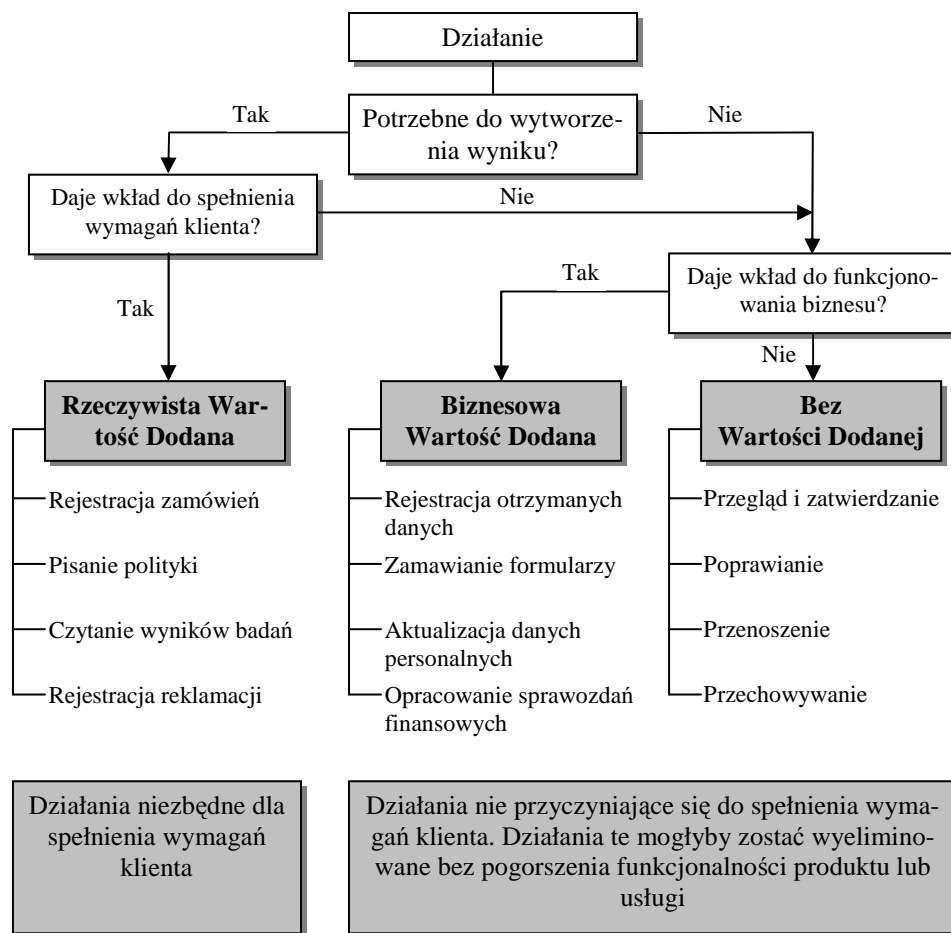 Działanie
Tak
Potrzebne do wytworze-
nia wyniku?
Nie
Daje wkład do spełnienia
wymagań klienta?
Nie
Tak
Daje wkład do funkcjono-
wania biznesu?
Tak
Nie
Rzeczywista War-
tość Dodana
Biznesowa
Wartość Dodana
Bez
Wartości Dodanej
Rejestracja zamówień
Pisanie polityki
Czytanie wyników badań
Rejestracja reklamacji
Rejestracja otrzymanych
danych
Zamawianie formularzy
Aktualizacja danych
personalnych
Opracowanie sprawozdań
finansowych
Przegląd i zatwierdzanie
Poprawianie
Przenoszenie
Przechowywanie
Działania niezbędne dla
spełnienia wymagań
klienta
Działania nie przyczyniające się do spełnienia wyma-
gań klienta. Działania te mogłyby zostać wyelimino-
wane bez pogorszenia funkcjonalności produktu lub
usługi